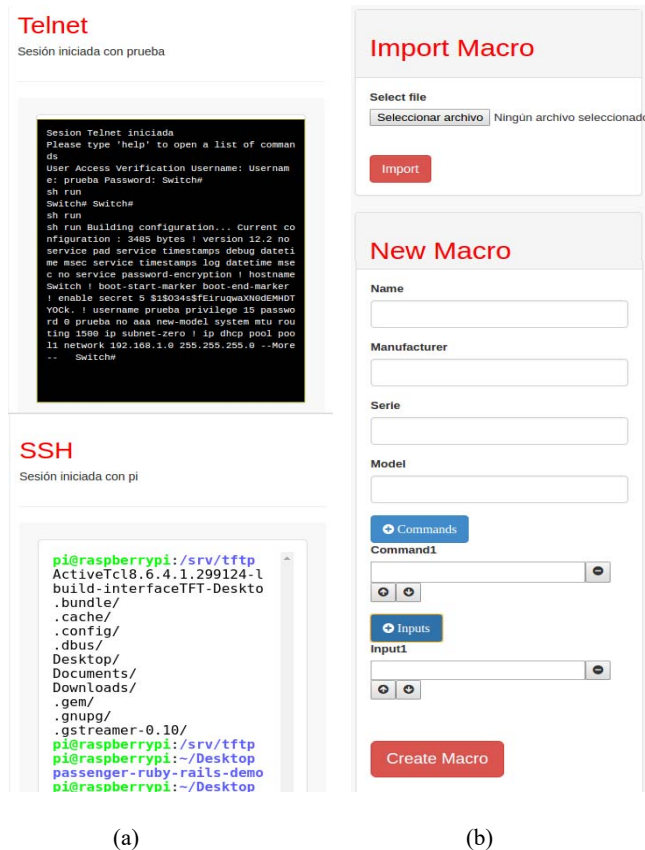 Telnet
Sesión iniciada con prueba
Sesion Telnet iniciada
Please type 'help' to open a list of comman
ds
User Access Verification Username: Usernam
e: prueba Password: Switch#
sh run
Switch# Switch#
sh run
sh run Building configuration... Current co
nfiguration : 3485 bytes ! version 12.2 no
service pad service timestamps debug dateti
me msec service timestamps log datetime mse
c no service password-encryption ! hostname
Switch ! boot-start-marker boot-end-marker
! enable secret 5 $1$O34s$fEiruqwaXN0dEMHDT
YOCk. ! username prueba privilege 15 passwo
rd 0 prueba no aaa new-model system mtu rou
ting 1500 ip subnet-zero ! ip dhcp pool poo
l1 network 192.168.1.0 255.255.255.0 --More
-- Switch#
SSH
Sesión iniciada con pi
pi@raspberrypi:/srv/tftp
ActiveTcl8.6.4.1.299124-l
build-interfaceTFT-Deskto
.bundle/
.cache/
.config/
.dbus/
Desktop/
Documents/
Downloads/
.gem/
.gnupg/
.gstreamer-0.10/
pi@raspberrypi:/srv/tftp
pi@raspberrypi:~/Desktop
passenger-ruby-rails-demo
pi@raspberrypi:~/Desktop
(a)
Import Macro
Select file
Seleccionar archivo Ningún archivo seleccionado
Import
New Macro
Name
Manufacturer
Serie
Model
Commands
Command1
Inputs
Input1
Create Macro
(b)